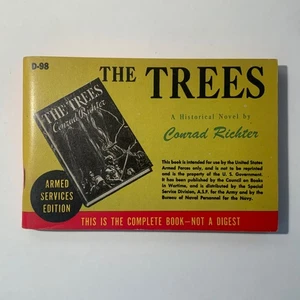 D-98
THE TREES
THE TREES
Conrad Richter
A Historical Novel by
Conrad Richter
This book is intended for use by the United States
Armed Forces only, and is not to be reprinted
and is the property of the U. S. Government.
It has been published by the Council on Books
in Wartime, and is distributed by the Special
Service Division, A.S.F. for the Army and by the
Bureau of Naval Personnel for the Navy.
ARMED
SERVICES
EDITION
THIS IS THE COMPLETE BOOK—NOT A DIGEST